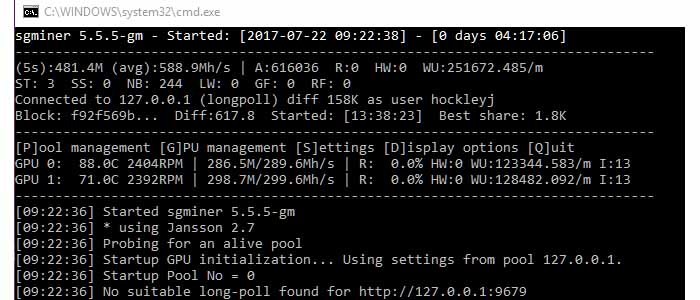 C:\WINDOWS\system32\cmd.exe
sgminer 5.5.5-gm - Started: [2017-07-22 09:22:38] - [0 days 04:17:06]
(5s):481.4M (avg):588.9Mh/s | A:616036 R:0 HW:0 WU:251672.485/m
ST: 3 SS: 0 NB: 244 LW: 0 GF: 0 RF: 0
Connected to 127.0.0.1 (longpoll) diff 158K as user hockleyj
Block: f92f569b... Diff:617.8 Started: [13:38:23] Best share: 1.8K
[P]ool management [G]PU management [S]ettings [D]isplay options [Q]uit
GPU 0: 88.0C 2404RPM | 286.5M/289.6Mh/s | R: 0.0% HW:0 WU:123344.583/m I:13
GPU 1: 71.0C 2392RPM | 298.7M/299.6Mh/s | R: 0.0% HW:0 WU:128482.092/m I:13
[09:22:36] Started sgminer 5.5.5-gm
[09:22:36] * using Jansson 2.7
[09:22:36] Probing for an alive pool
[09:22:36] Startup GPU initialization... Using settings from pool 127.0.0.1.
[09:22:36] Startup Pool No = 0
[09:22:36] No suitable long-poll found for http://127.0.0.1:9679